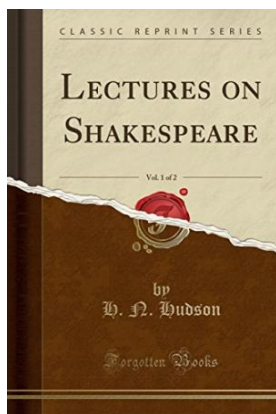 CLASSIC REPRINT SERIES
LECTURES ON
SHAKESPEARE
Vol. 1 of 2
by
H. N. Hudson
Forgotten Books